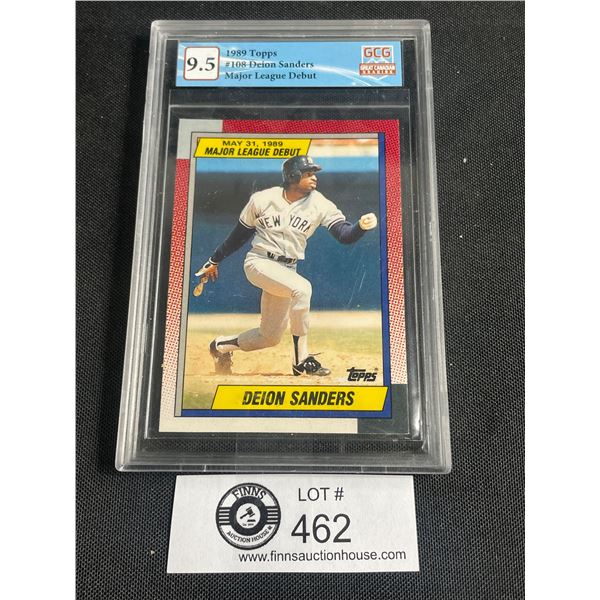 9.5
1989 Topps
#108 Deion Sanders
Major League Debut
GCG
GREAT CANADIAN
GRADING
MAY 31, 1989
MAJOR LEAGUE DEBUT
NEW YORK
topps
DEION SANDERS
FINNS
AUCTION HOUSE
LOT #
462
www.finnsauctionhouse.com